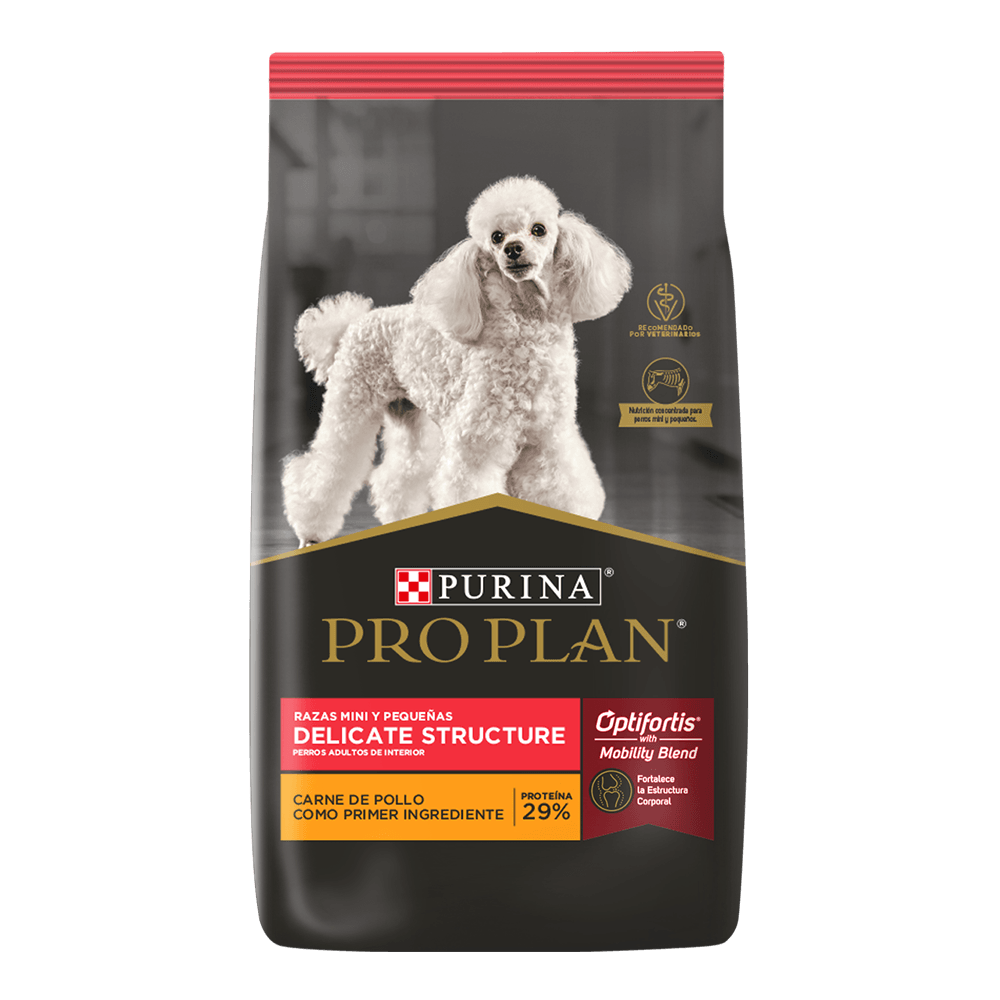 RECOMENDADO
POR VETERINARIOS
Nutrición concentrada para
perros mini y pequeños.
PURINA®
PRO PLAN®
RAZAS MINI Y PEQUEÑAS
DELICATE STRUCTURE
PERROS ADULTOS DE INTERIOR
CARNE DE POLLO
COMO PRIMER INGREDIENTE
PROTEÍNA
29%
Optifortis®
with
Mobility Blend
Fortalece
la Estructura
Corporal